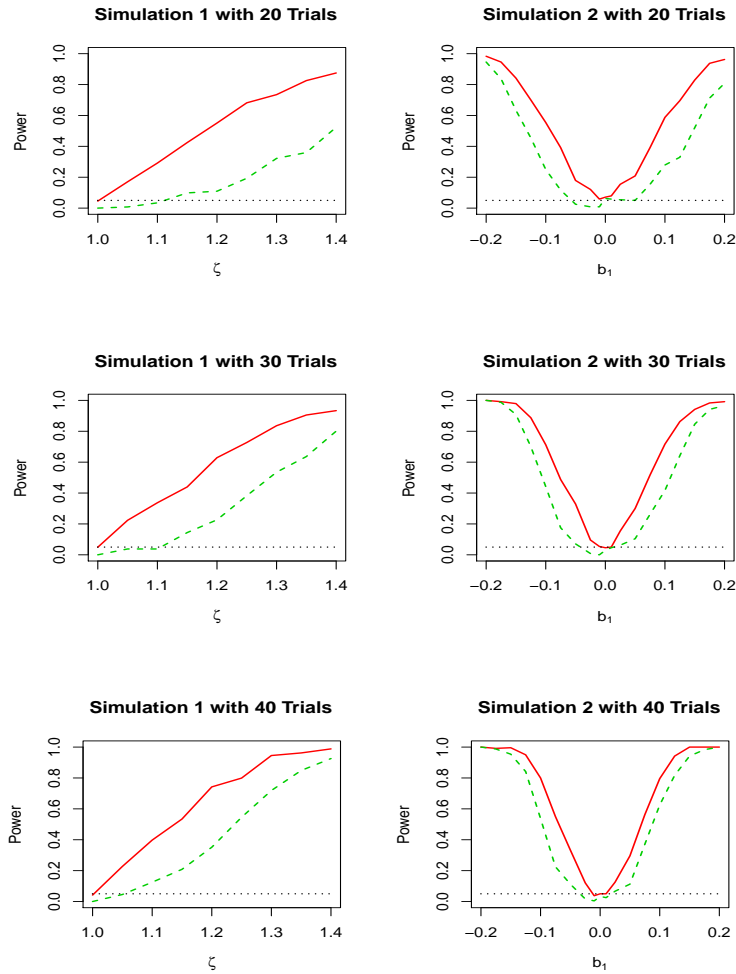 Simulation 1 with 20 Trials
Power
0.0 0.2 0.4 0.6 0.8 1.0
1.0 1.1 1.2 1.3 1.4
ζ
Simulation 2 with 20 Trials
Power
0.0 0.2 0.4 0.6 0.8 1.0
−0.2 −0.1 0.0 0.1 0.2
b1
Simulation 1 with 30 Trials
Power
0.0 0.2 0.4 0.6 0.8 1.0
1.0 1.1 1.2 1.3 1.4
ζ
Simulation 2 with 30 Trials
Power
0.0 0.2 0.4 0.6 0.8 1.0
−0.2 −0.1 0.0 0.1 0.2
b1
Simulation 1 with 40 Trials
Power
0.0 0.2 0.4 0.6 0.8 1.0
1.0 1.1 1.2 1.3 1.4
ζ
Simulation 2 with 40 Trials
Power
0.0 0.2 0.4 0.6 0.8 1.0
−0.2 −0.1 0.0 0.1 0.2
b1